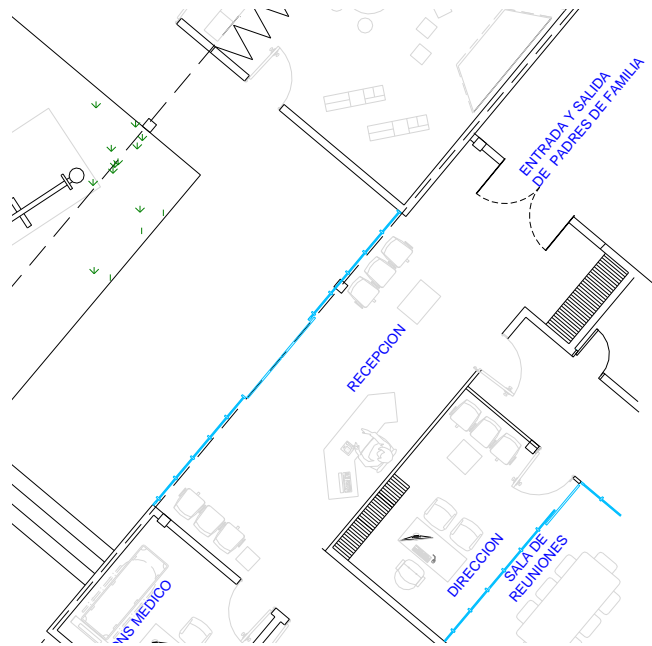 ENTRADA Y SALIDA
DE PADRES DE FAMILIA
RECEPCION
DIRECCION
SALA DE
REUNIONES
NS MEDICO